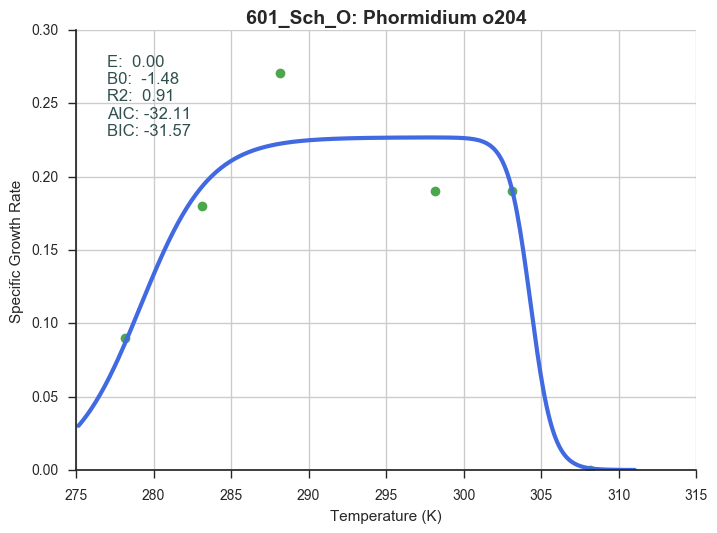 601_Sch_O: Phormidium o204
E:  0.00
B0:  -1.48
R2:  0.91
AIC: -32.11
BIC: -31.57
Specific Growth Rate
0.30
0.25
0.20
0.15
0.10
0.05
0.00
275 280 285 290 295 300 305 310 315
Temperature (K)